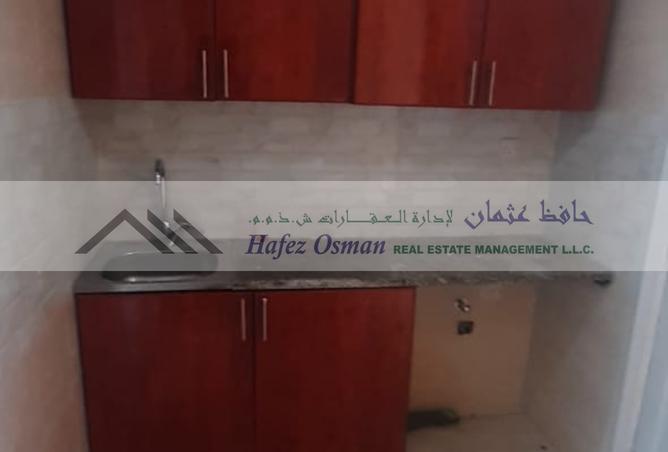 حافظ عثمان لإدارة العقارات ش.ذ.م.م.
Hafez Osman REAL ESTATE MANAGEMENT L.L.C.